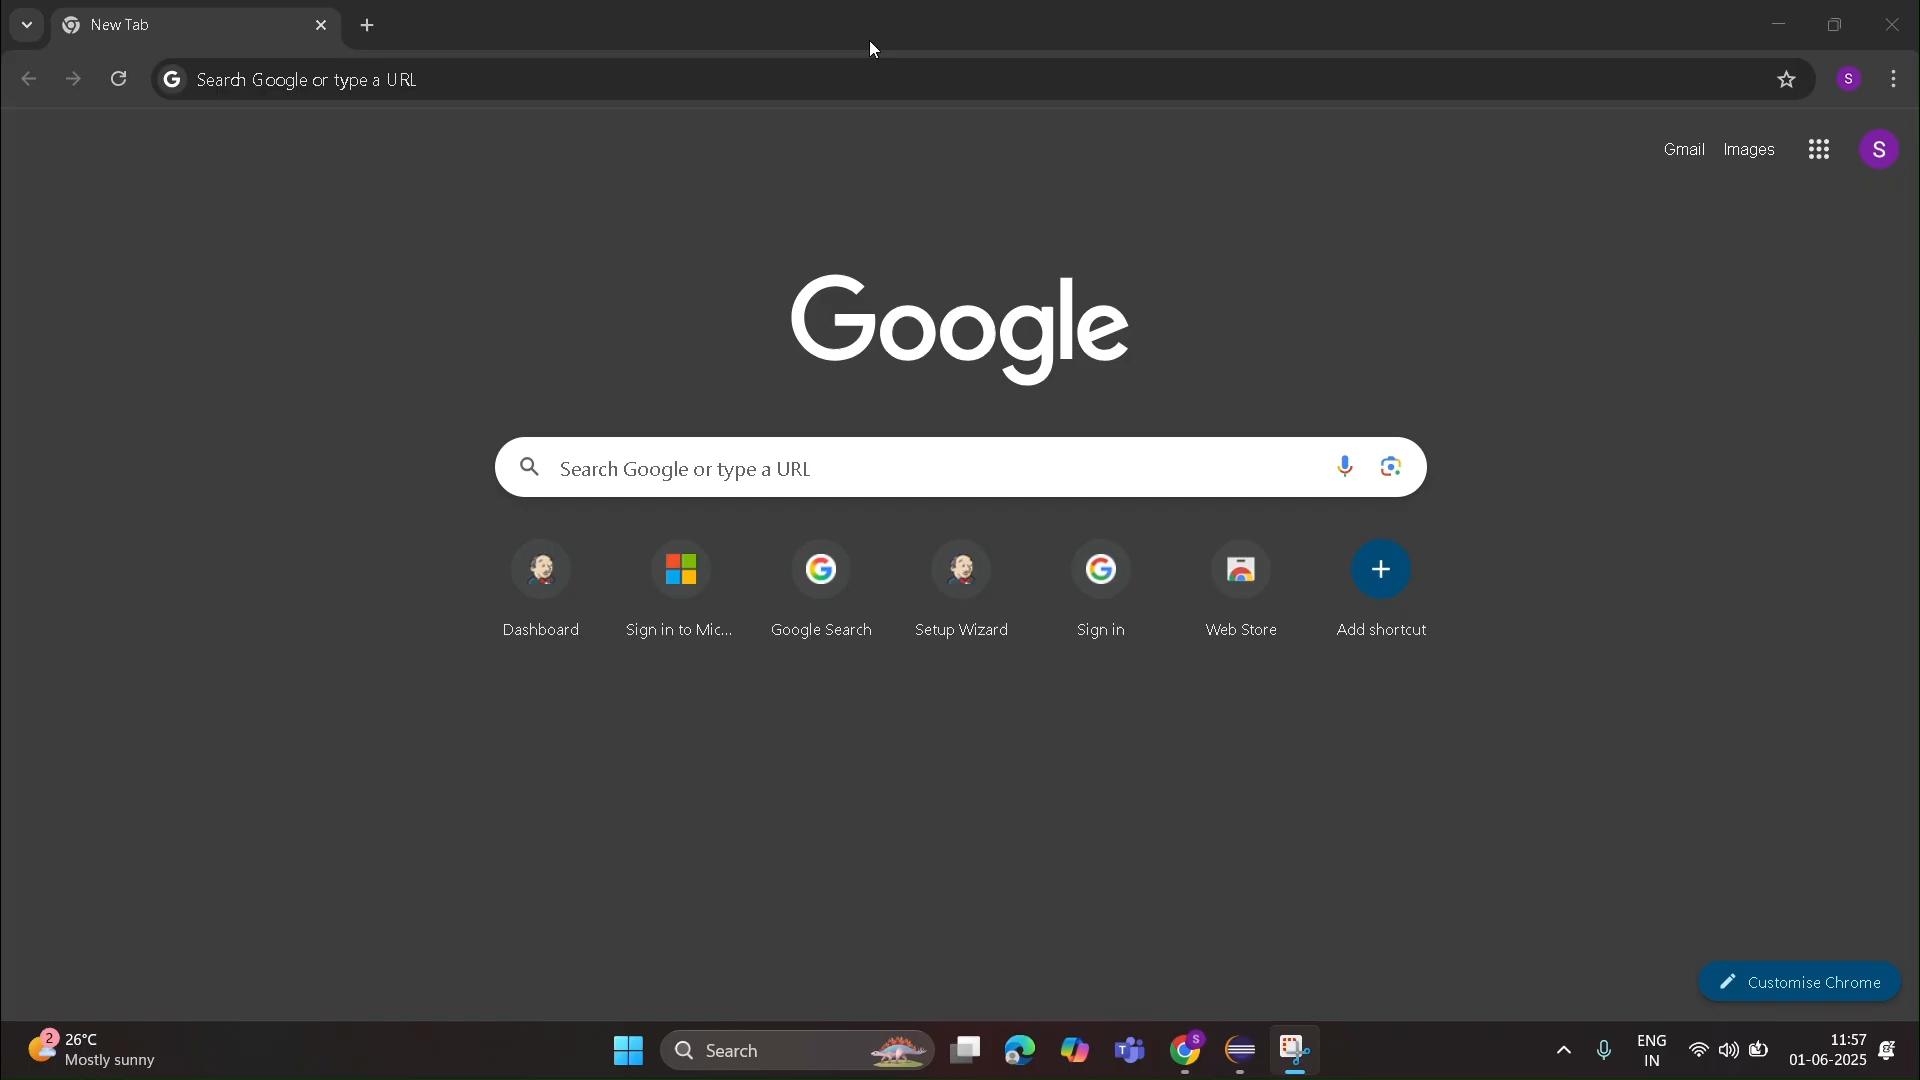 New Tab
Search Google or type a URL
S
Gmail Images
S
Google
Search Google or type a URL
Dashboard
Sign in to Mic...
Google Search
Setup Wizard
Sign in
Web Store
Add shortcut
Customise Chrome
2
26°C
Mostly sunny
Search
S
ENG
IN
11:57
01-06-2025